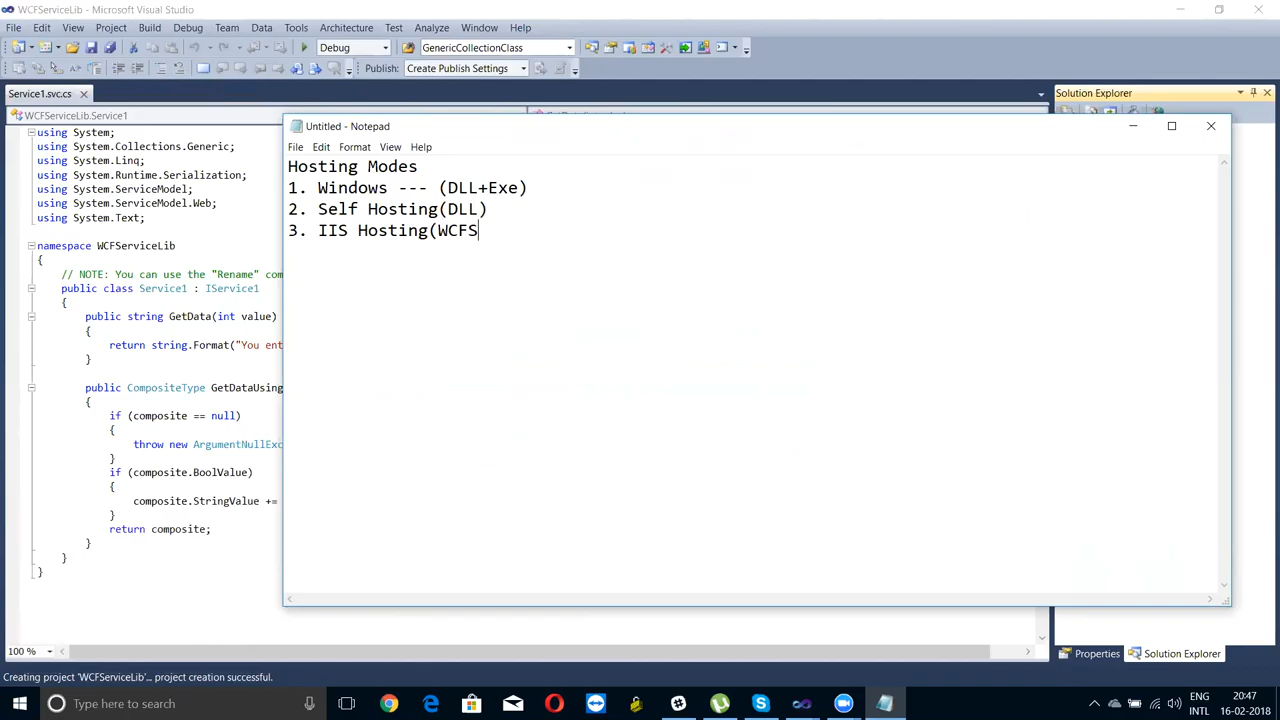 WCFServiceLib - Microsoft Visual Studio
File Edit View Project Build Debug Team Data Tools Architecture Test Analyze Window Help
Debug GenericCollectionClass
Publish: Create Publish Settings
Service1.svc.cs
Solution Explorer
WCFServiceLib.Service1
Untitled - Notepad
File Edit Format View Help
Hosting Modes
1. Windows --- (DLL+Exe)
2. Self Hosting(DLL)
3. IIS Hosting(WCFS
using System;
using System.Collections.Generic;
using System.Linq;
using System.Runtime.Serialization;
using System.ServiceModel;
using System.ServiceModel.Web;
using System.Text;
namespace WCFServiceLib
{
// NOTE: You can use the "Rename" com
public class Service1 : IService1
{
public string GetData(int value)
{
return string.Format("You ent
}
public CompositeType GetDataUsing
{
if (composite == null)
{
throw new ArgumentNullExc
}
if (composite.BoolValue)
{
composite.StringValue +=
}
return composite;
}
}
}
100 %
Properties Solution Explorer
Creating project 'WCFServiceLib'... project creation successful.
Type here to search
ENG
INTL
20:47
16-02-2018